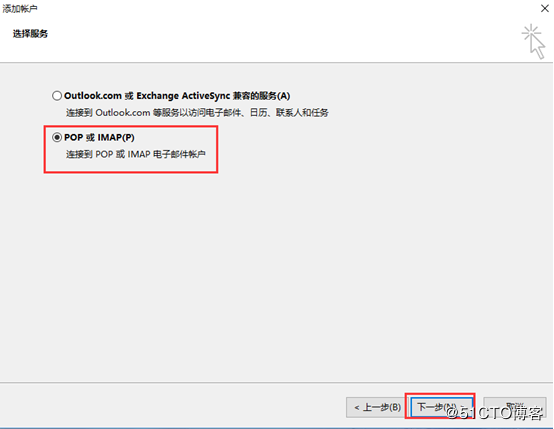 添加帐户
选择服务
Outlook.com 或 Exchange ActiveSync 兼容的服务(A)
连接到 Outlook.com 等服务以访问电子邮件、日历、联系人和任务
POP 或 IMAP(P)
连接到 POP 或 IMAP 电子邮件帐户
< 上一步(B) 下一步(N) 取消
@51CTO博客